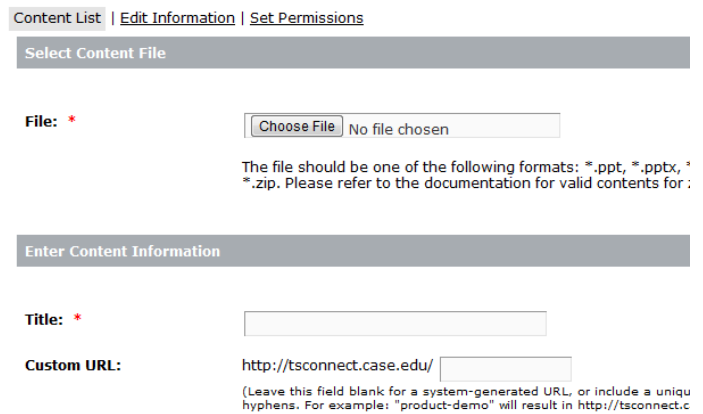 Content List | Edit Information | Set Permissions
Select Content File
File: * Choose File No file chosen
The file should be one of the following formats: *.ppt, *.pptx, *
*.zip. Please refer to the documentation for valid contents for
Enter Content Information
Title: *
Custom URL: http://tsconnect.case.edu/
(Leave this field blank for a system-generated URL, or include a uniqu
hyphens. For example: "product-demo" will result in http://tsconnect.c